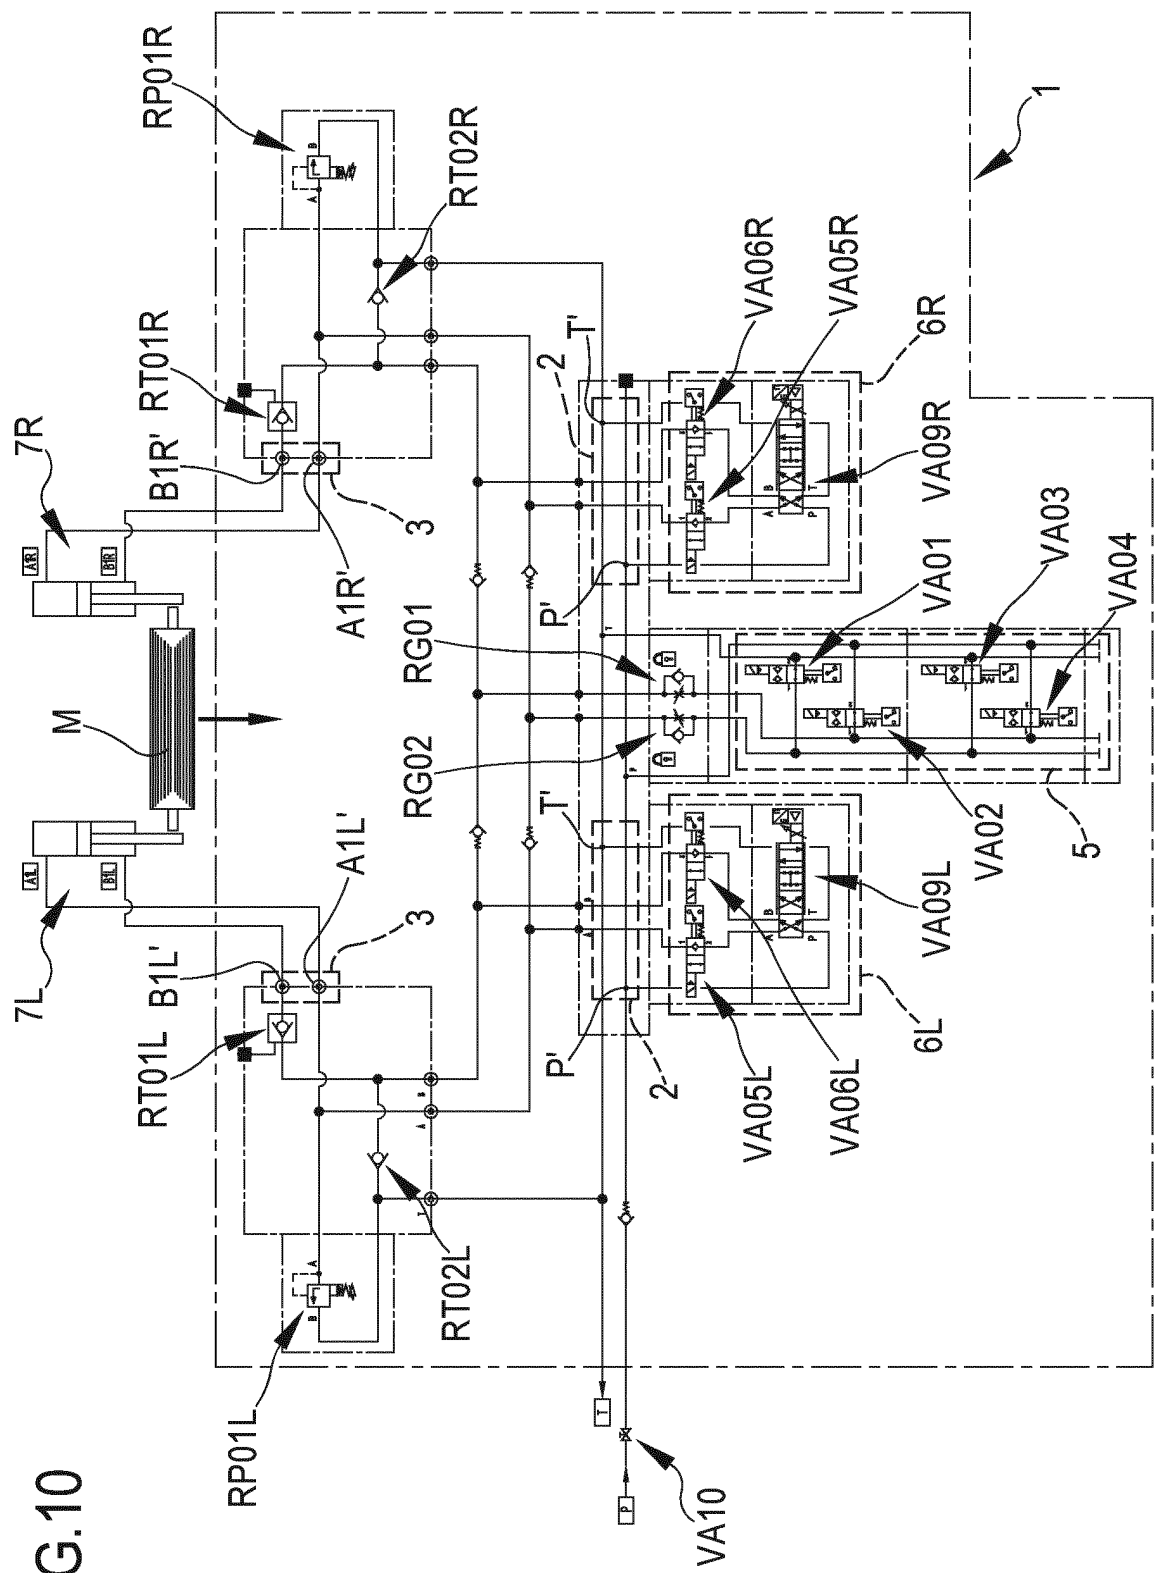 G.10
RP01L
RT02L
VA10
P
T
7L
B1L'
RT01L
A1L'
3
A1L
B1L
M
7R
A1R
B1R
B1R'
RT01R
A1R'
3
RP01R
RT02R
1
A
B
A
B
T
A
B
RG01
RG02
P'
T'
2
P'
T'
2
T
P
A
B
VA06R
VA05R
6R
VA09R
A
B
P
T
VA01
VA03
VA04
VA02
5
VA09L
A
B
P
T
6L
VA06L
VA05L